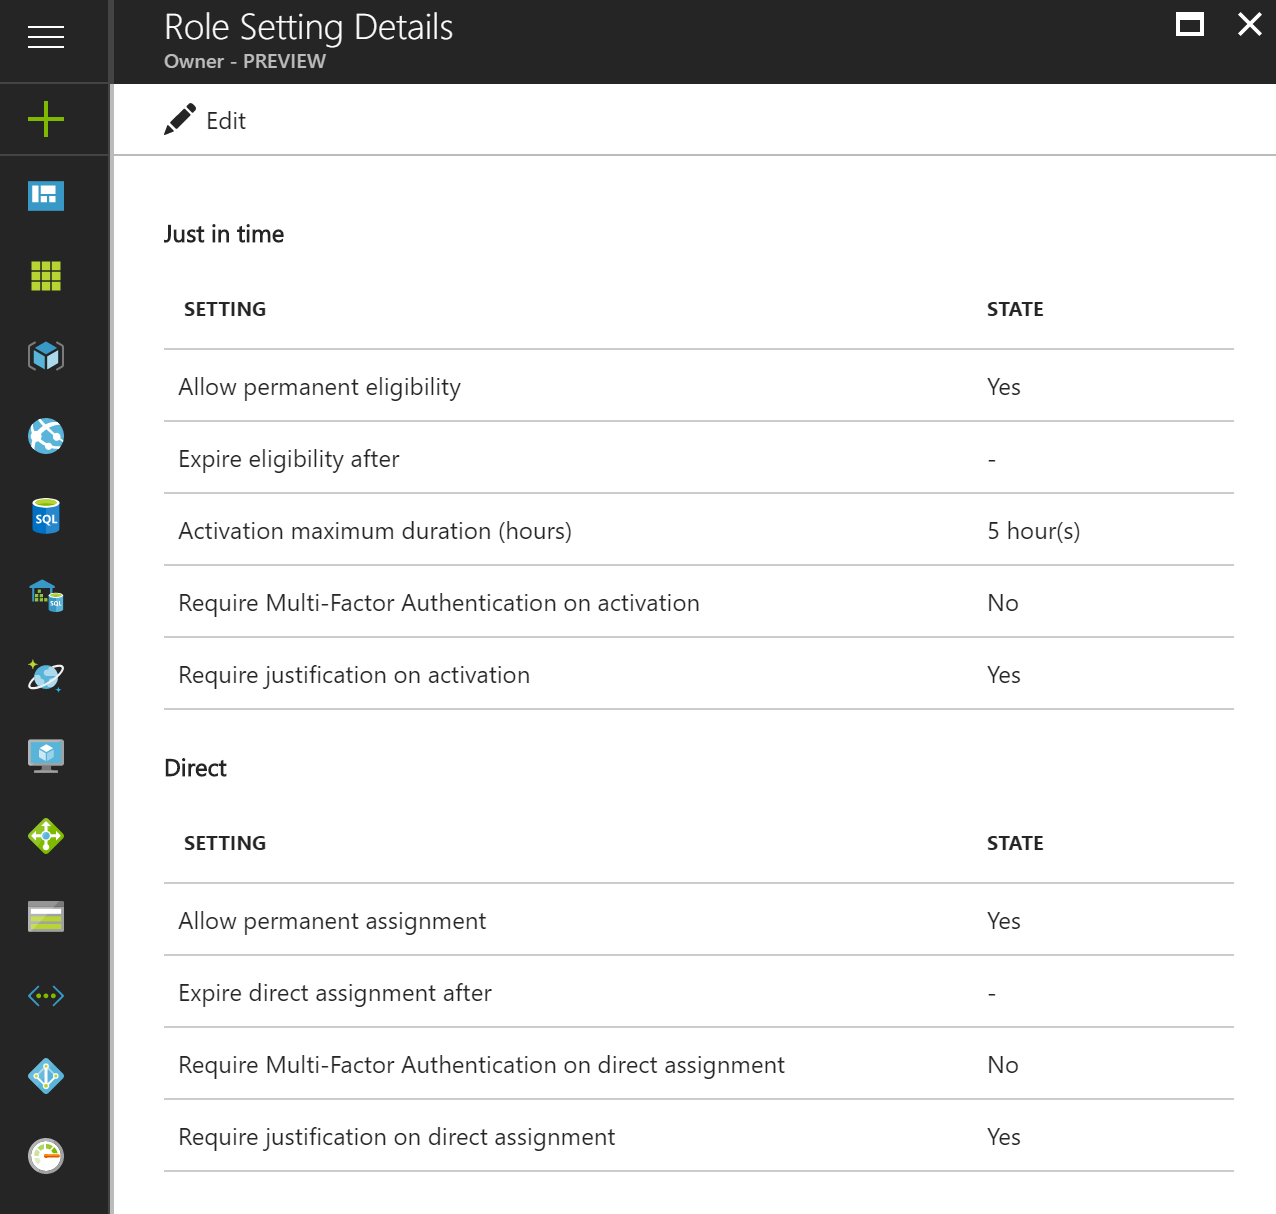 Role Setting Details
Owner - PREVIEW
Edit
Just in time
SETTING STATE
Allow permanent eligibility Yes
Expire eligibility after -
Activation maximum duration (hours) 5 hour(s)
Require Multi-Factor Authentication on activation No
Require justification on activation Yes
Direct
SETTING STATE
Allow permanent assignment Yes
Expire direct assignment after -
Require Multi-Factor Authentication on direct assignment No
Require justification on direct assignment Yes
SQL
SQL